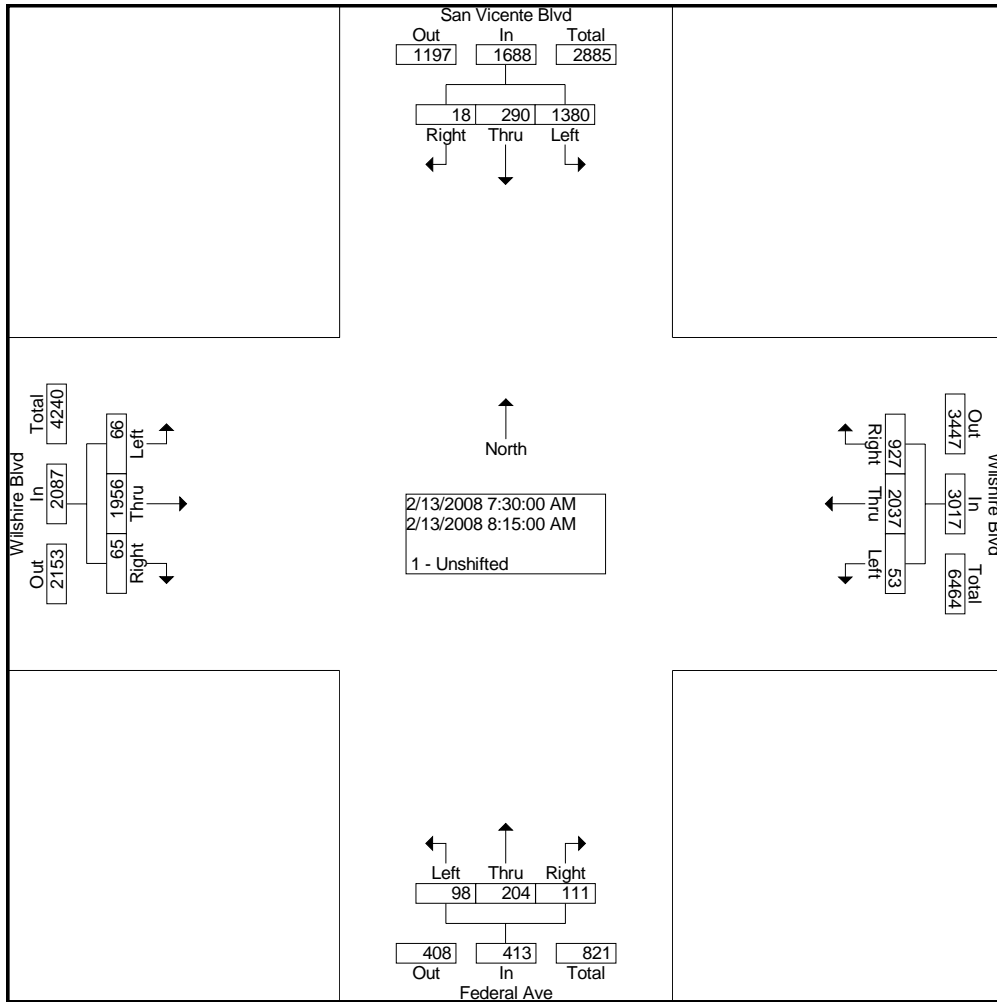 San Vicente Blvd
Out In Total
1197 1688 2885
18 290 1380
Right Thru Left
Wilshire Blvd
Total In Out
4240 2087 2153
66 1956 65
Left Thru Right
North
2/13/2008 7:30:00 AM
2/13/2008 8:15:00 AM
1 - Unshifted
Wilshire Blvd
Out In Total
3447 3017 6464
927 2037 53
Right Thru Left
Left Thru Right
98 204 111
408 413 821
Out In Total
Federal Ave